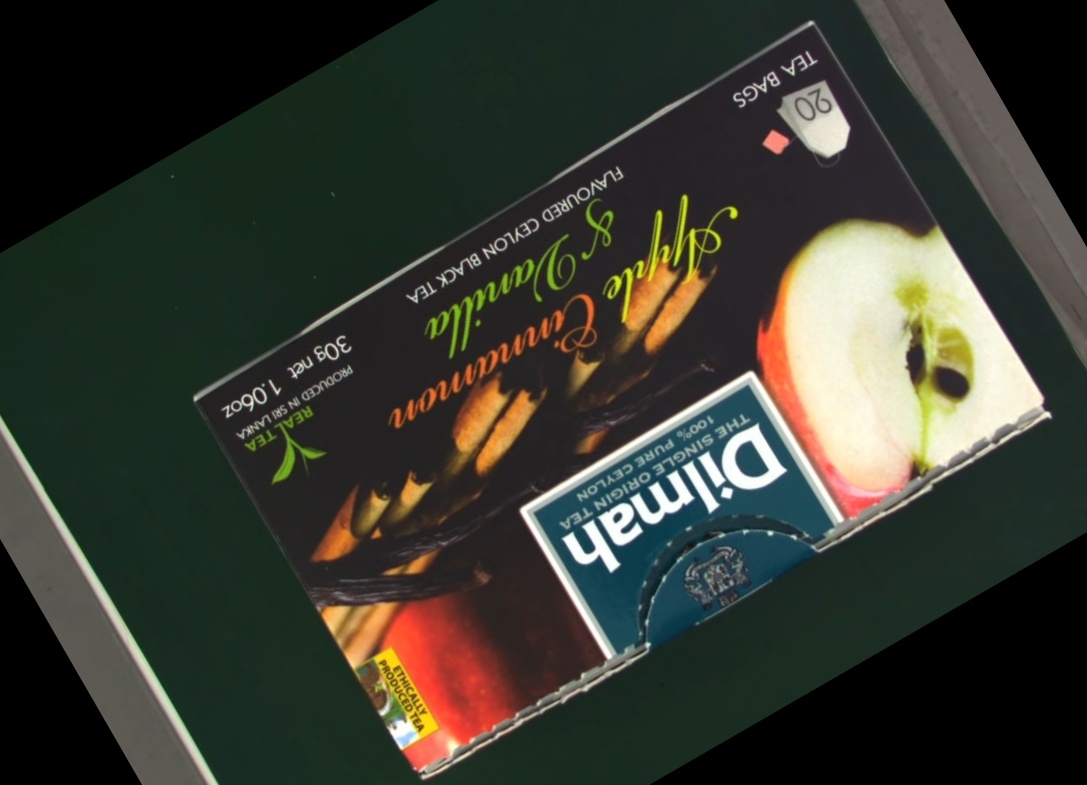 Dilmah
THE SINGLE ORIGIN TEA
100% PURE CEYLON
Apple Cinnamon
& Vanilla
FLAVOURED CEYLON BLACK TEA
20
TEA BAGS
ETHICALLY
PRODUCED TEA
REAL TEA
PRODUCED IN SRI LANKA
30g net 1.06oz